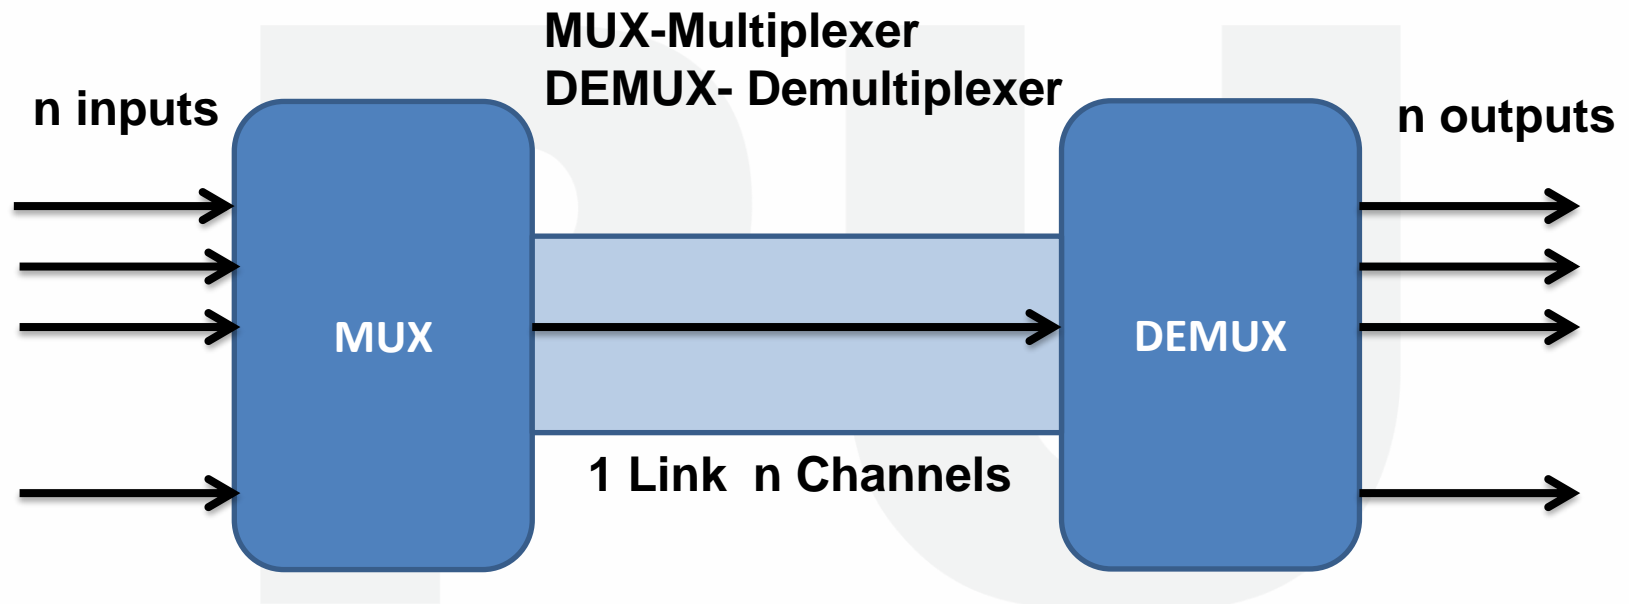 MUX-Multiplexer
DEMUX- Demultiplexer
n inputs
n outputs
MUX
DEMUX
1 Link  n Channels